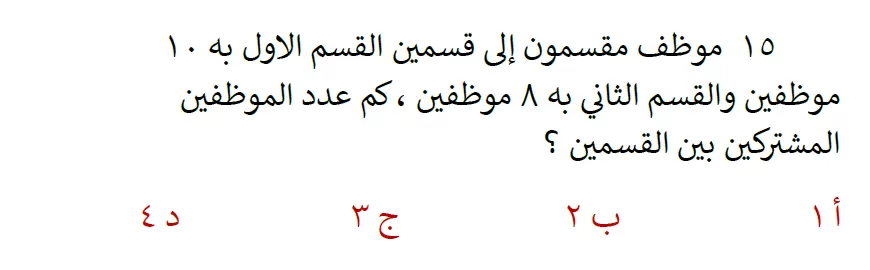 ١٥ موظف مقسمون إلى قسمين القسم الاول به ١٠
موظفين والقسم الثاني به ٨ موظفين ، كم عدد الموظفين
المشتركين بين القسمين ؟
أ ١ ب ٢ ج ٣ د ٤